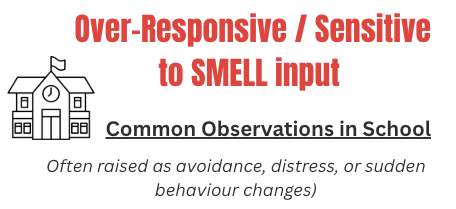 Over-Responsive / Sensitive
to SMELL input
Common Observations in School
Often raised as avoidance, distress, or sudden
behaviour changes)